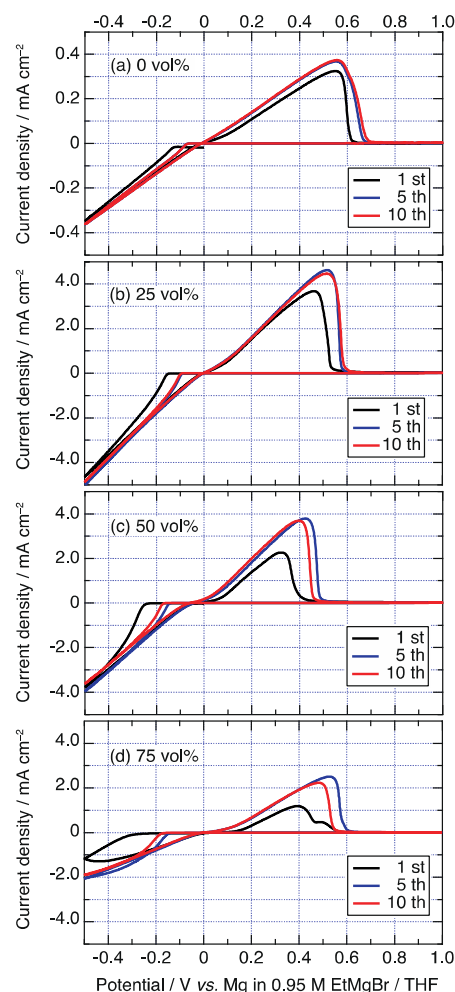 -0.4 -0.2 0 0.2 0.4 0.6 0.8 1.0
(a) 0 vol%
Current density / mA cm⁻²
0.4
0.2
0
-0.2
-0.4
1 st
5 th
10 th
(b) 25 vol%
Current density / mA cm⁻²
4.0
2.0
0
-2.0
-4.0
1 st
5 th
10 th
(c) 50 vol%
Current density / mA cm⁻²
4.0
2.0
0
-2.0
-4.0
1 st
5 th
10 th
(d) 75 vol%
Current density / mA cm⁻²
2.0
0
-2.0
-4.0
1 st
5 th
10 th
-0.4 -0.2 0 0.2 0.4 0.6 0.8 1.0
Potential / V vs. Mg in 0.95 M EtMgBr / THF